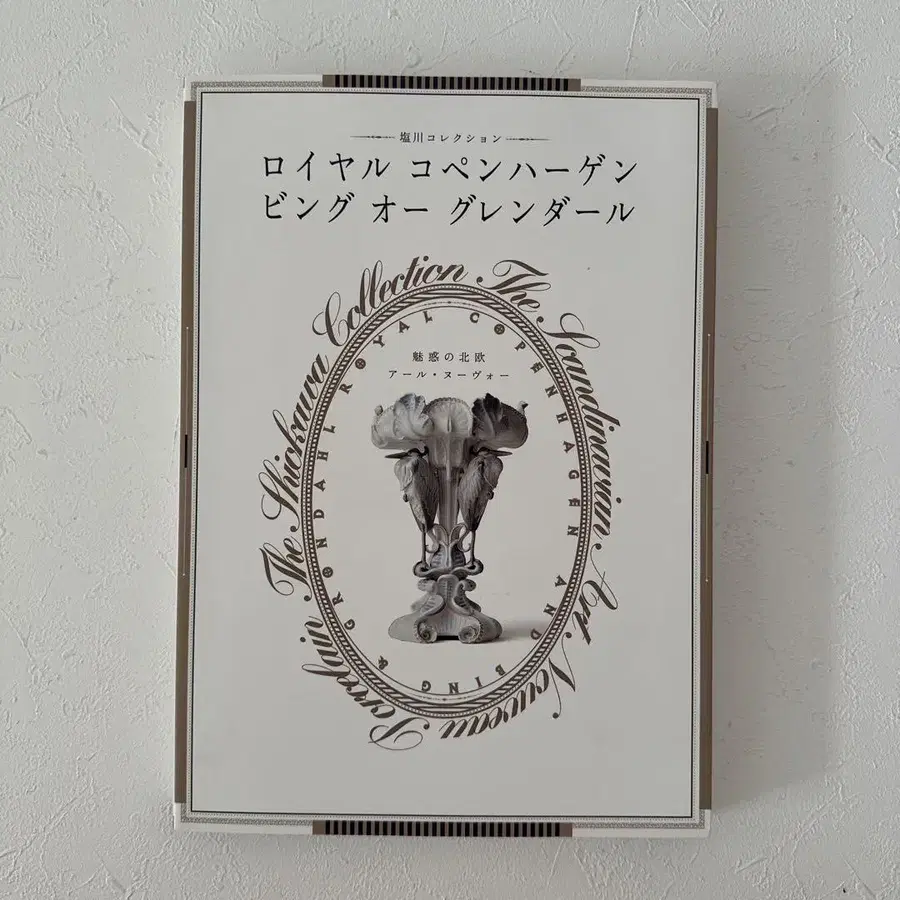 塩川コレクション
ロイヤル コペンハーゲン
ビング オー グレンダール
The Shiokawa Collection The Scandinavian Art Nouveau Porcelain
ROYAL COPENHAGEN AND BING & GRØNDAHL
魅惑の北欧
アール・ヌーヴォー